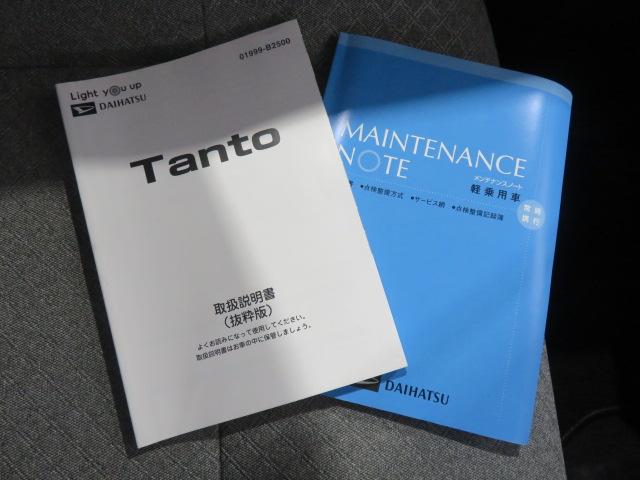 01999-B2500
Light you up
DAIHATSU
Tanto
取扱説明書
(抜粋版)
よくお読みになって使用してください。
取扱説明書はお車の中に保管しましょう。
MAINTENANCE
NOTE
メンテナンスノート
軽乗用車
●点検整備方式 ●サービス網 ●点検整備記録簿
常時
携行
DAIHATSU